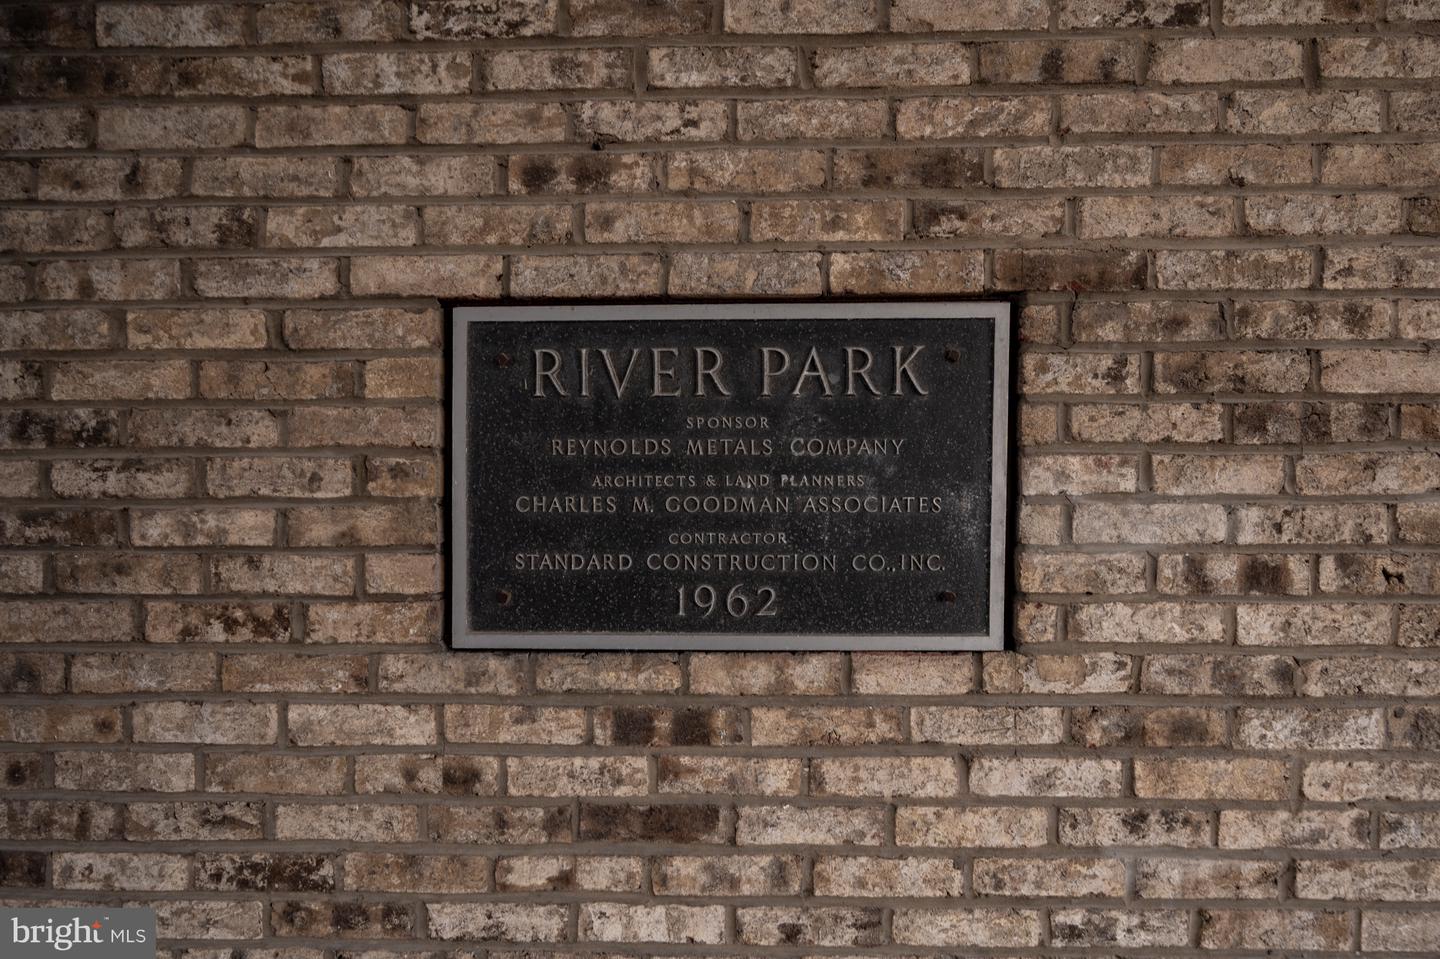 RIVER PARK
SPONSOR
REYNOLDS METALS COMPANY
ARCHITECTS & LAND PLANNERS
CHARLES M. GOODMAN ASSOCIATES
CONTRACTOR
STANDARD CONSTRUCTION CO., INC.
1962
bright MLS